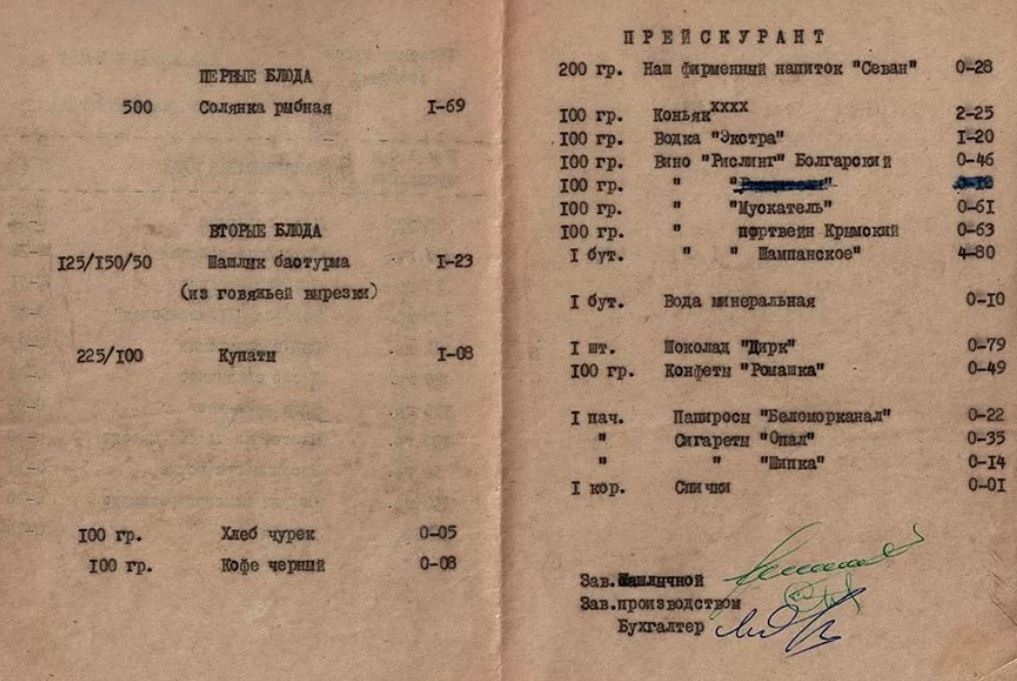 ПЕРВЫЕ БЛЮДА
500 Солянка рыбная I-69
ВТОРЫЕ БЛЮДА
I25/I50/50 Шашлык бастурма I-23
(из говяжьей вырезки)
225/I00 Купаты I-08
I00 гр. Хлеб чурек 0-05
I00 гр. Кофе черный 0-08
ПРЕЙСКУРАНТ
200 гр. Наш фирменный напиток "Севан" 0-28
I00 гр. Коньяк хххх 2-25
I00 гр. Водка "Экстра" I-20
I00 гр. Вино "Рислинг" Болгарский 0-46
I00 гр. "
I00 гр. " "Мускатель" 0-6I
I00 гр. " портвейн Крымский 0-63
I бут. " " Шампанское" 4-80
I бут. Вода минеральная 0-I0
I шт. Шоколад "Цирк" 0-79
I00 гр. Конфеты "Ромашка" 0-49
I пач. Папиросы "Беломорканал" 0-22
" Сигареты "Опал" 0-35
" " "Шипка" 0-I4
I кор. Спички 0-0I
Зав.Шашлычной
Зав.производством
Бухгалтер